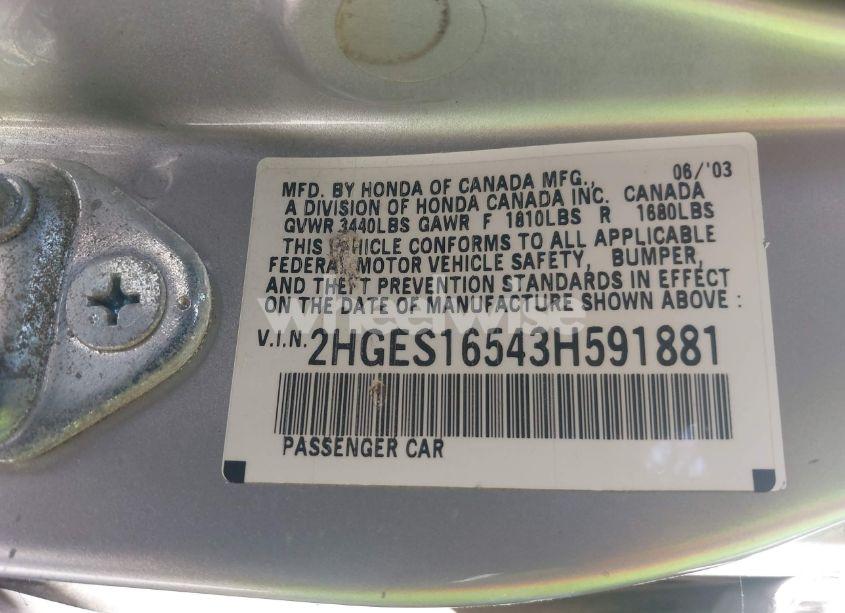 06/'03
MFD. BY HONDA OF CANADA MFG.,
A DIVISION OF HONDA CANADA INC. CANADA
GVWR 3440LBS GAWR F 1810LBS R 1680LBS
THIS VEHICLE CONFORMS TO ALL APPLICABLE
FEDERAL MOTOR VEHICLE SAFETY, BUMPER,
AND THEFT PREVENTION STANDARDS IN EFFECT
ON THE DATE OF MANUFACTURE SHOWN ABOVE :
wheelwise
V.I.N. 2HGES16543H591881
PASSENGER CAR